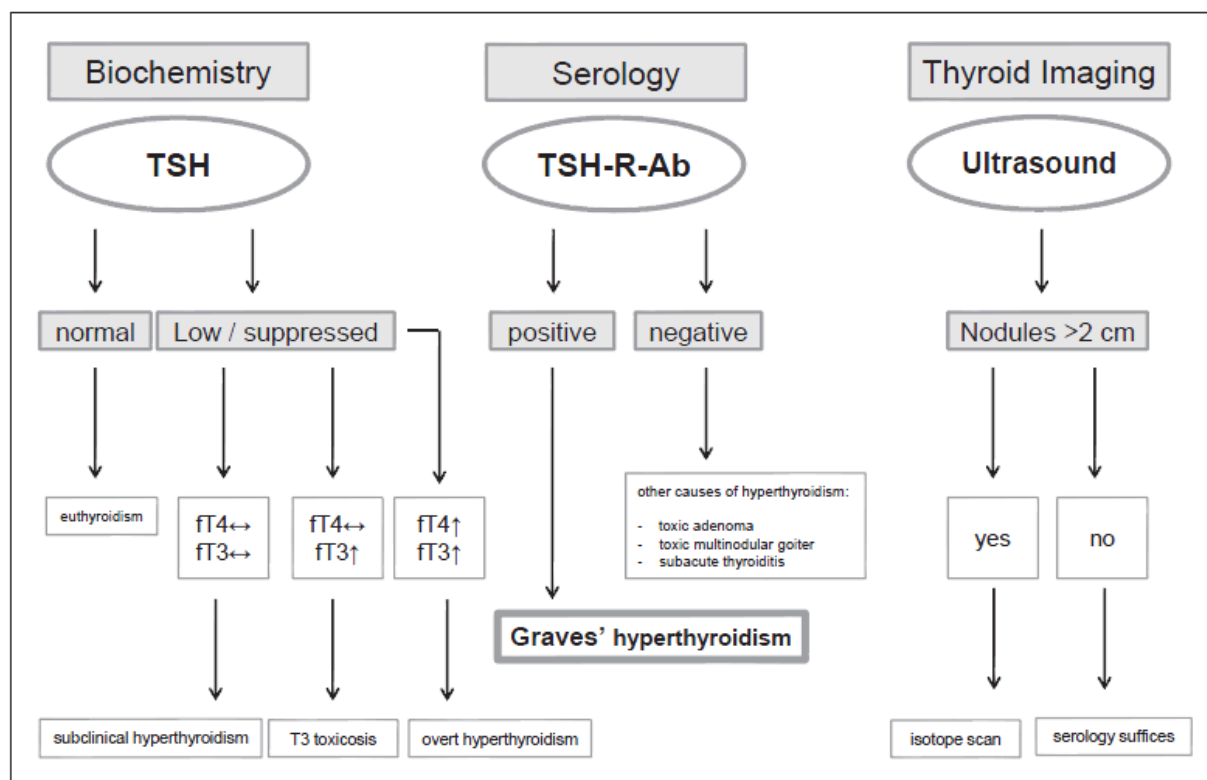 Biochemistry
Serology
Thyroid Imaging
TSH
TSH-R-Ab
Ultrasound
normal
Low / suppressed
positive
negative
Nodules >2 cm
euthyroidism
fT4↔
fT3↔
fT4↔
fT3↑
fT4↑
fT3↑
other causes of hyperthyroidism:
- toxic adenoma
- toxic multinodular goiter
- subacute thyroiditis
yes
no
Graves’ hyperthyroidism
subclinical hyperthyroidism
T3 toxicosis
overt hyperthyroidism
isotope scan
serology suffices